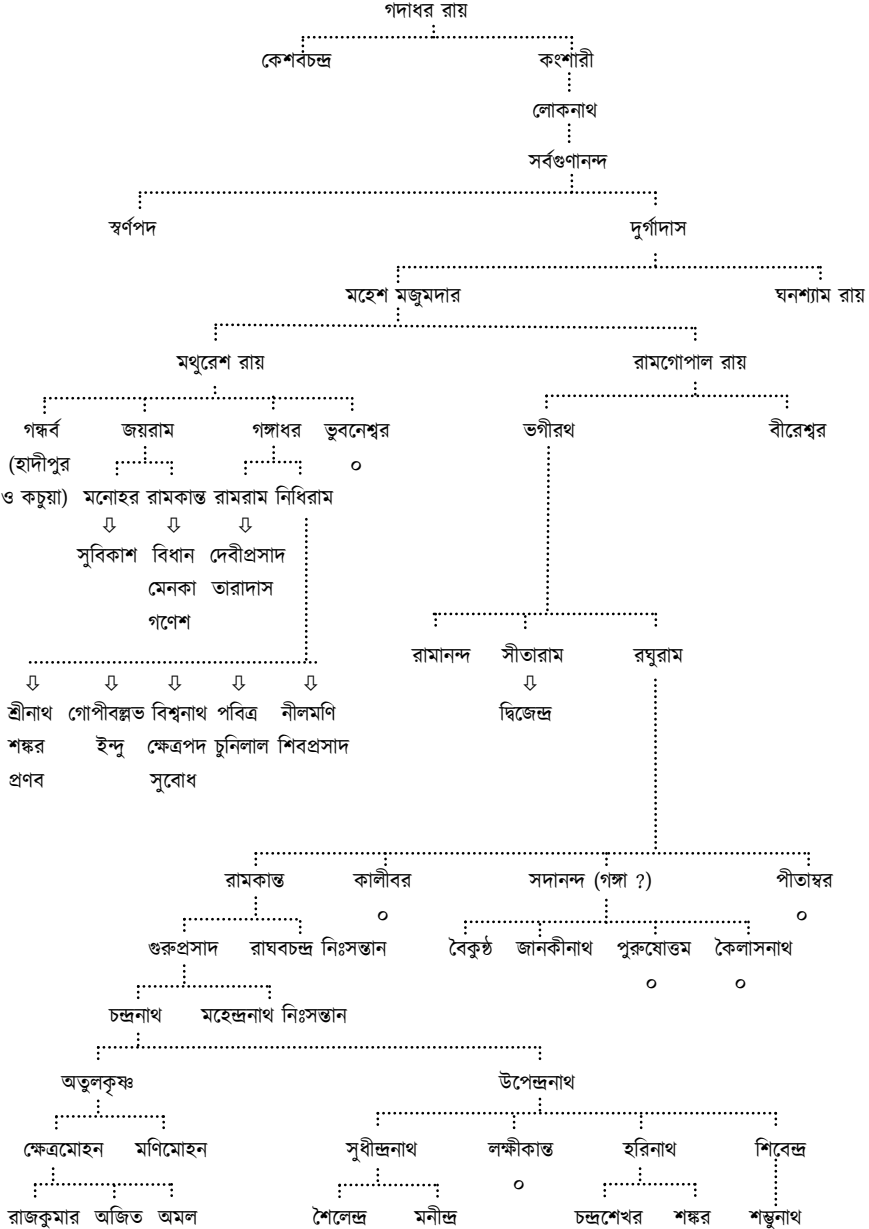 গদাধর রায়
কেশবচন্দ্র কংশারী
লোকনাথ
সর্বগুণানন্দ
স্বর্ণপদ দুর্গাদাস
মহেশ মজুমদার ঘনশ্যাম রায়
মথুরেশ রায় রামগোপাল রায়
গন্ধর্ব জয়রাম গঙ্গাধর ভুবনেশ্বর ভগীরথ বীরেশ্বর
(হাদীপুর ০
ও কচুয়া) মনোহর রামকান্ত রামরাম নিধিরাম
⇩ ⇩ ⇩
সুবিকাশ বিধান দেবীপ্রসাদ
মেনকা তারাদাস
গণেশ
রামানন্দ সীতারাম রঘুরাম
⇩ ⇩ ⇩ ⇩ ⇩ ⇩
শ্রীনাথ গোপীবল্লভ বিশ্বনাথ পবিত্র নীলমণি দ্বিজেন্দ্র
শঙ্কর ইন্দু ক্ষেত্রপদ চুনিলাল শিবপ্রসাদ
প্রণব সুবোধ
রামকান্ত কালীবর সদানন্দ (গঙ্গা ?) পীতাম্বর
০ ০
গুরুপ্রসাদ রাঘবচন্দ্র নিঃসন্তান বৈকুন্ঠ জানকীনাথ পুরুষোত্তম কৈলাসনাথ
০ ০
চন্দ্রনাথ মহেন্দ্রনাথ নিঃসন্তান
অতুলকৃষ্ণ উপেন্দ্রনাথ
ক্ষেত্রমোহন মণিমোহন সুধীন্দ্রনাথ লক্ষীকান্ত হরিনাথ শিবেন্দ্র
০
রাজকুমার অজিত অমল শৈলেন্দ্র মনীন্দ্র চন্দ্রশেখর শঙ্কর শম্ভুনাথ